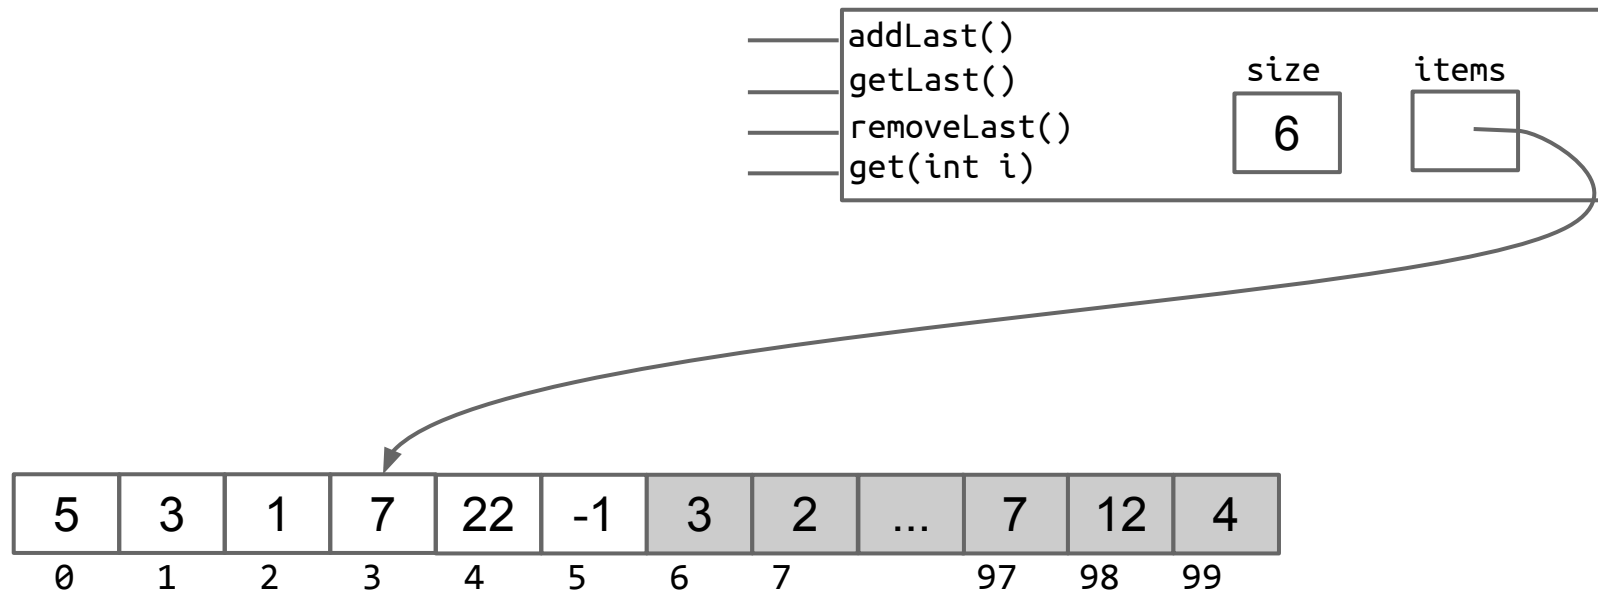 addLast()
getLast()
removeLast()
get(int i)
size items
6
5 3 1 7 22 -1 3 2 ... 7 12 4
0 1 2 3 4 5 6 7 97 98 99